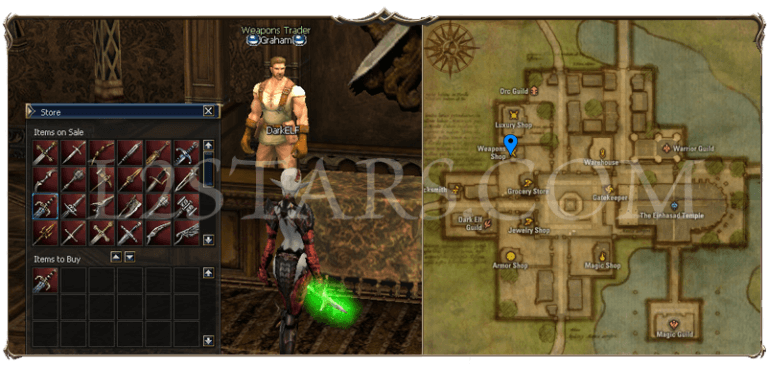 Weapons Trader
Graham
DarkELF
Store
Items on Sale
Items to Buy
L2STARS.COM
Orc Guild
Luxury Shop
Weapons
Shop
Warehouse
Warrior Guild
cksmith
Grocery Store
Gatekeeper
Dark Elf
Guild
Jewelry Shop
The Einhasad Temple
Armor Shop
Magic Shop
Magic Guild